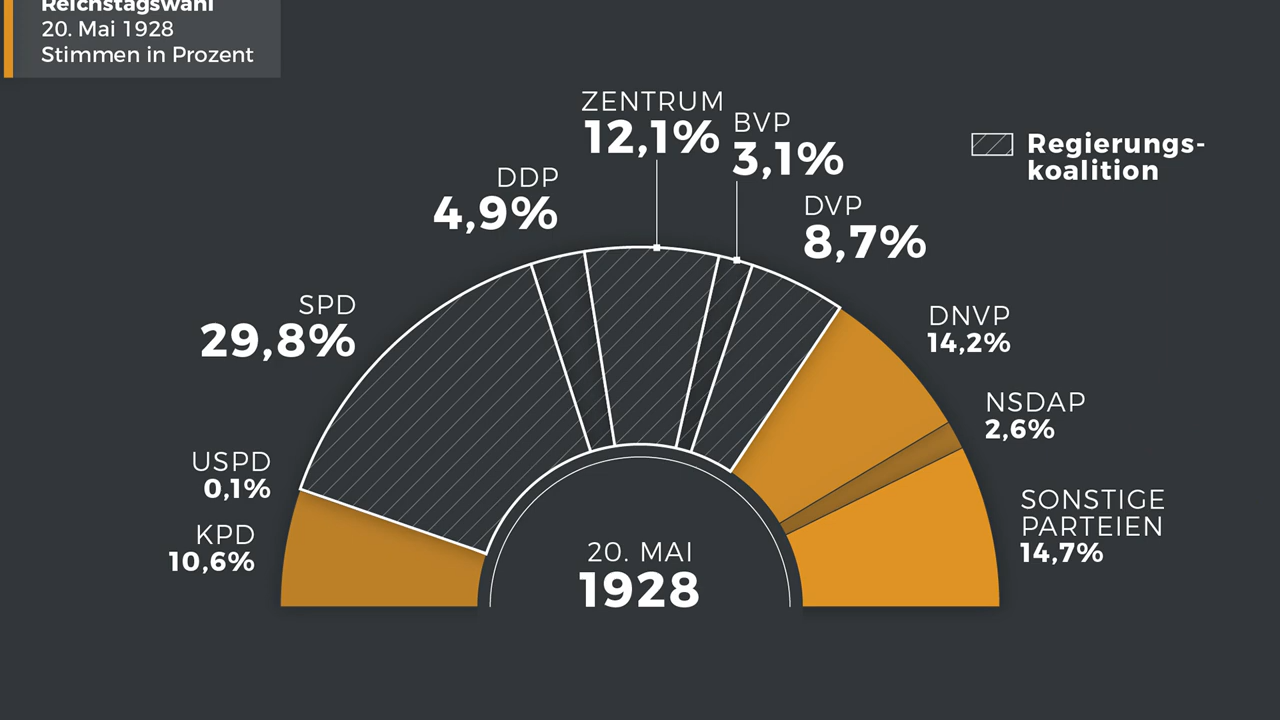 Reichstagswahl
20. Mai 1928
Stimmen in Prozent
ZENTRUM
12,1%
BVP
3,1%
Regierungs-
koalition
DDP
4,9%
DVP
8,7%
SPD
29,8%
DNVP
14,2%
NSDAP
2,6%
USPD
0,1%
SONSTIGE
PARTEIEN
14,7%
KPD
10,6%
20. MAI
1928